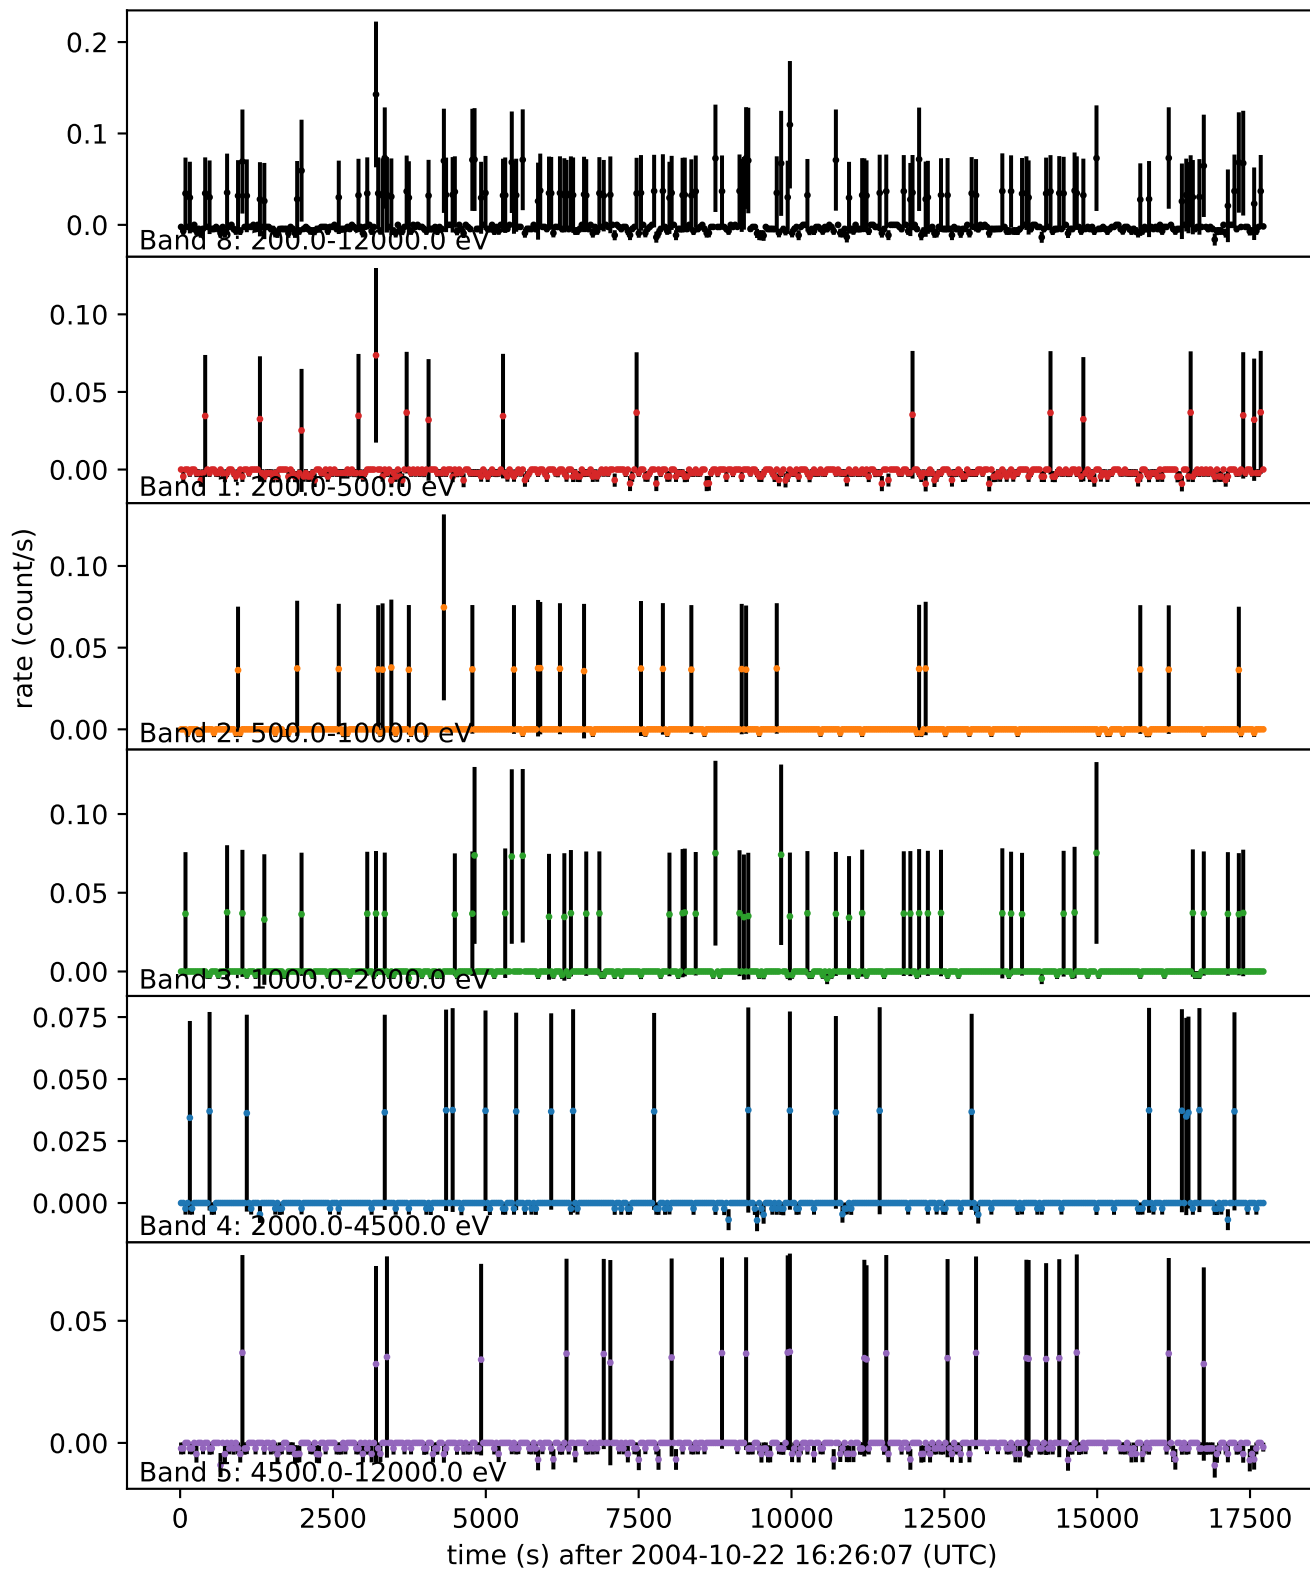 0.2
0.1
0.0
Band 8: 200.0-12000.0 eV
0.10
0.05
0.00
Band 1: 200.0-500.0 eV
rate (count/s)
0.10
0.05
0.00
Band 2: 500.0-1000.0 eV
0.10
0.05
0.00
Band 3: 1000.0-2000.0 eV
0.075
0.050
0.025
0.000
Band 4: 2000.0-4500.0 eV
0.05
0.00
Band 5: 4500.0-12000.0 eV
0 2500 5000 7500 10000 12500 15000 17500
time (s) after 2004-10-22 16:26:07 (UTC)